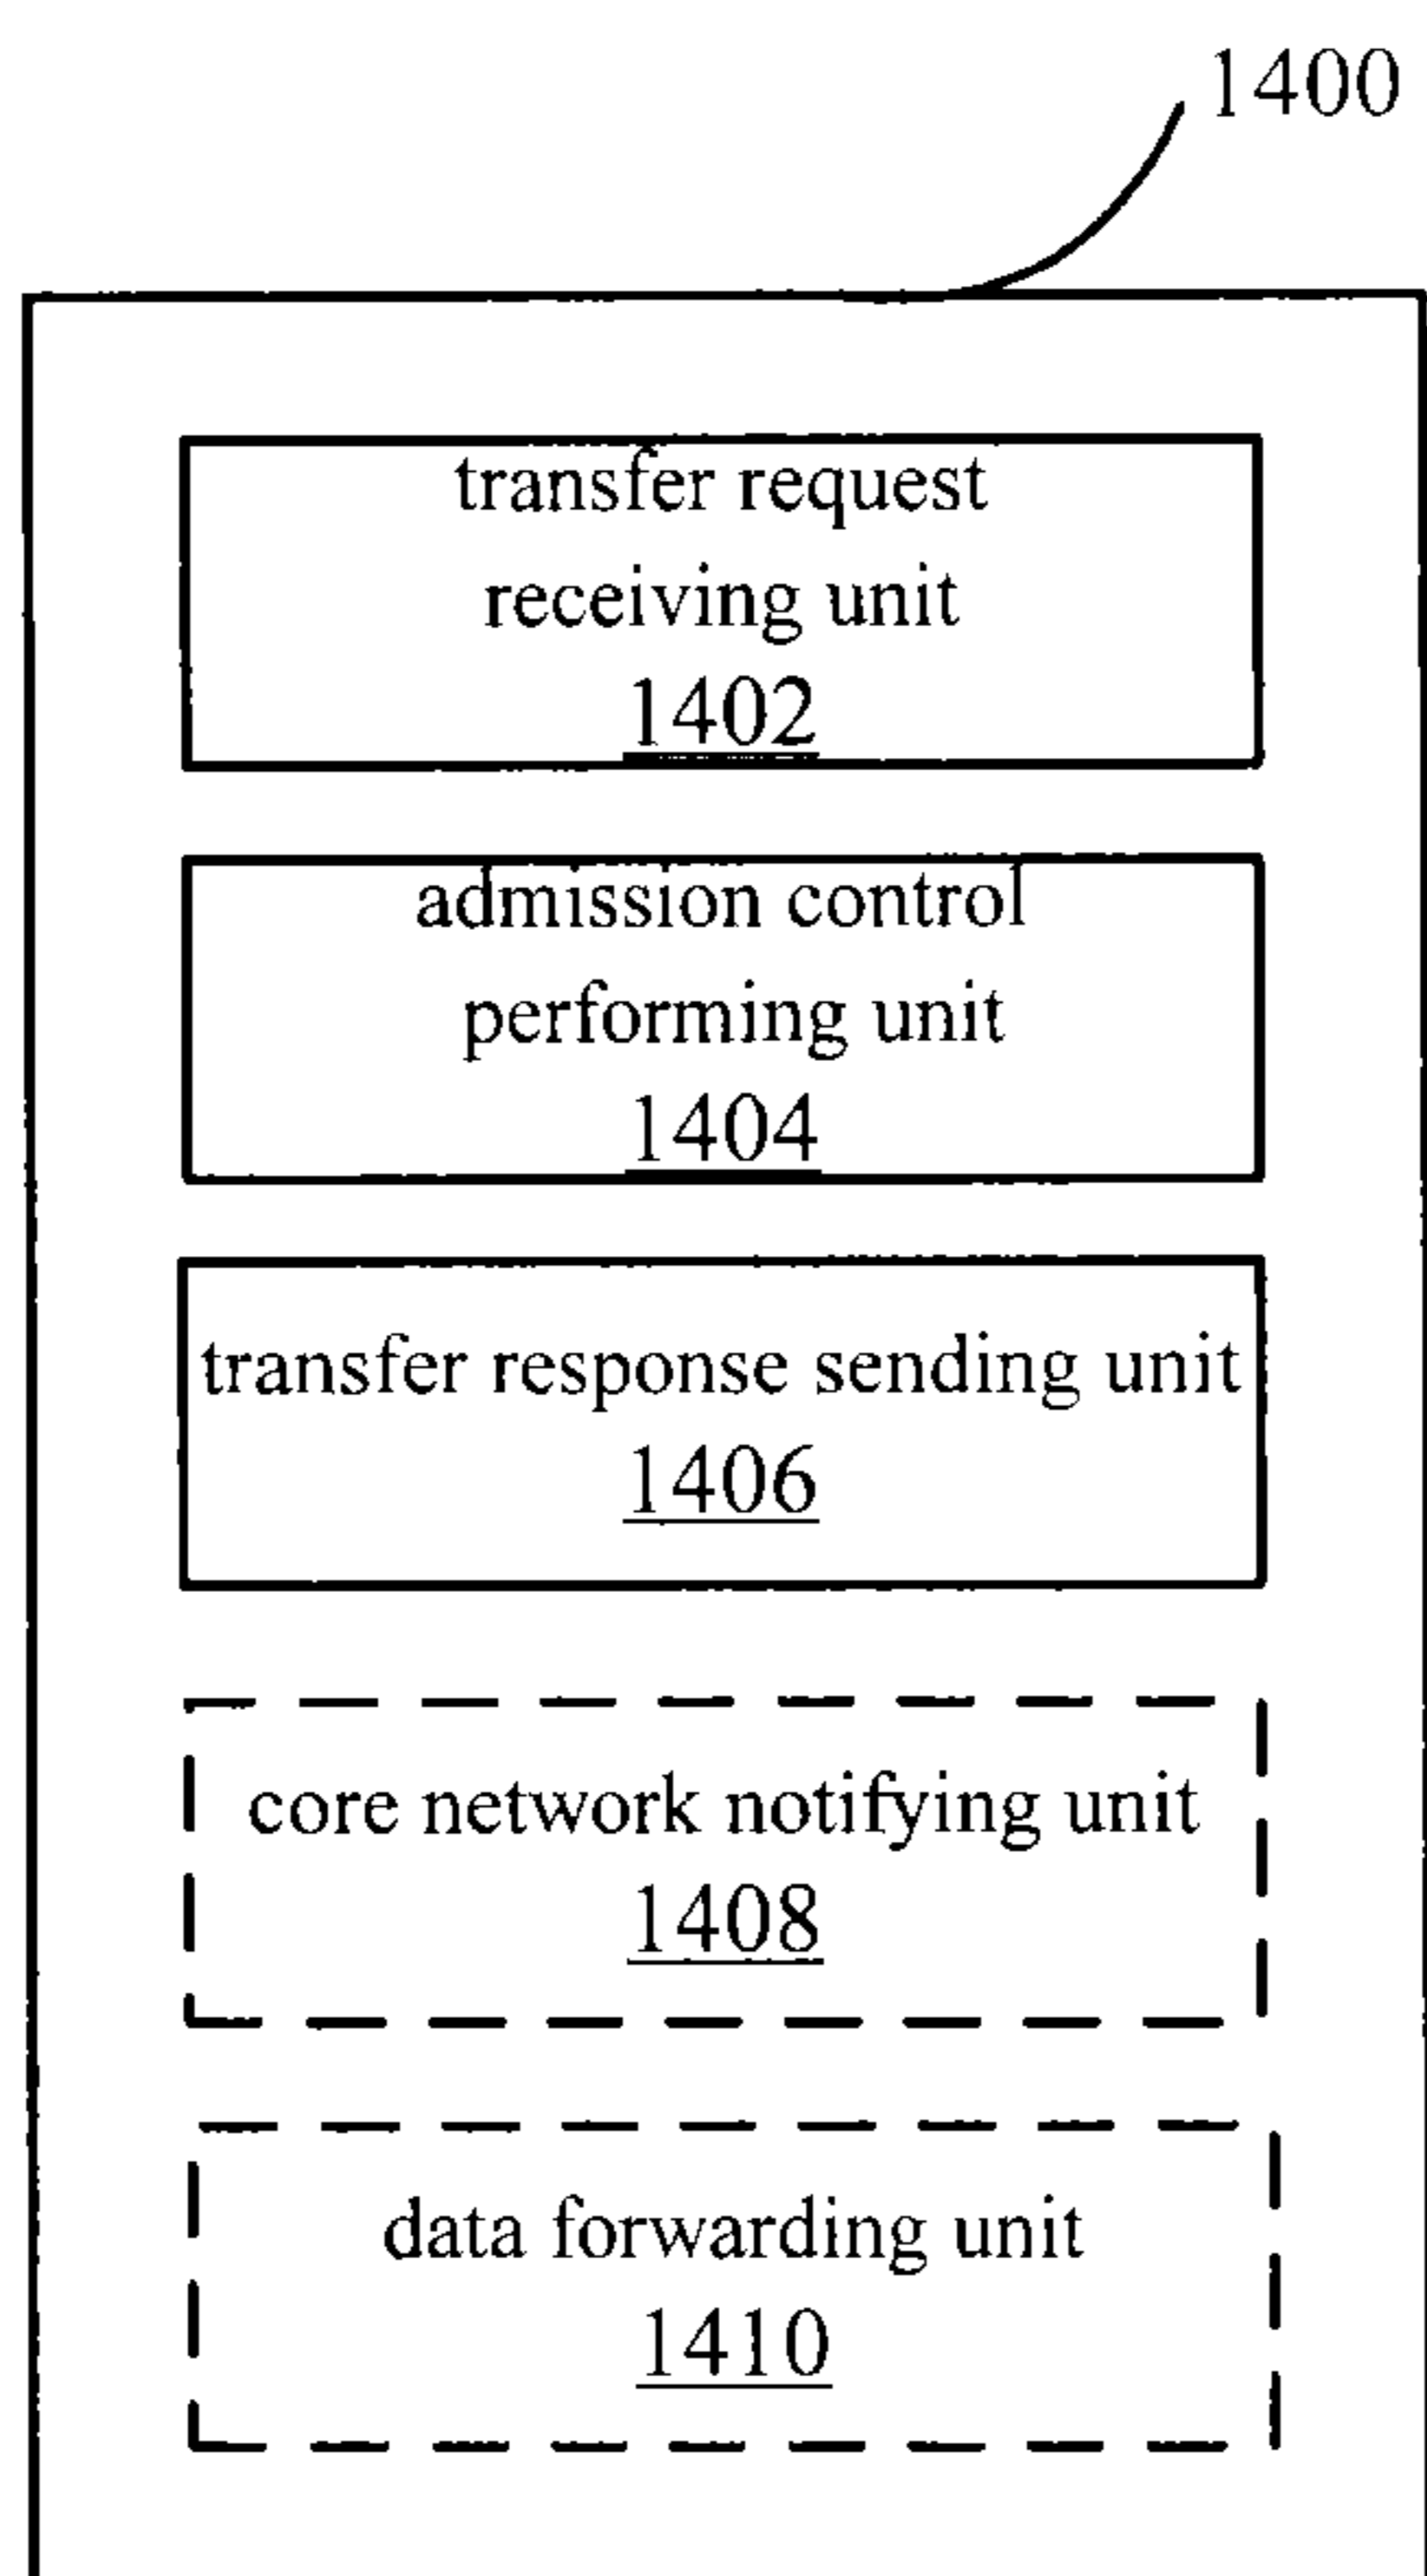 1400
transfer request
receiving unit
1402
admission control
performing unit
1404
transfer response sending unit
1406
core network notifying unit
1408
data forwarding unit
1410